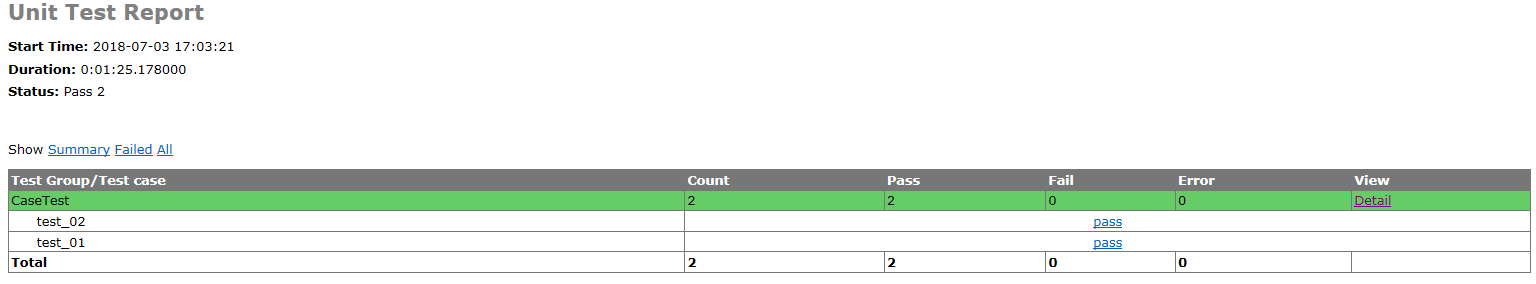 Unit Test Report
Start Time: 2018-07-03 17:03:21
Duration: 0:01:25.178000
Status: Pass 2
Show Summary Failed All
Test Group/Test case Count Pass Fail Error View
CaseTest 2 2 0 0 Detail
test_02 pass
test_01 pass
Total 2 2 0 0